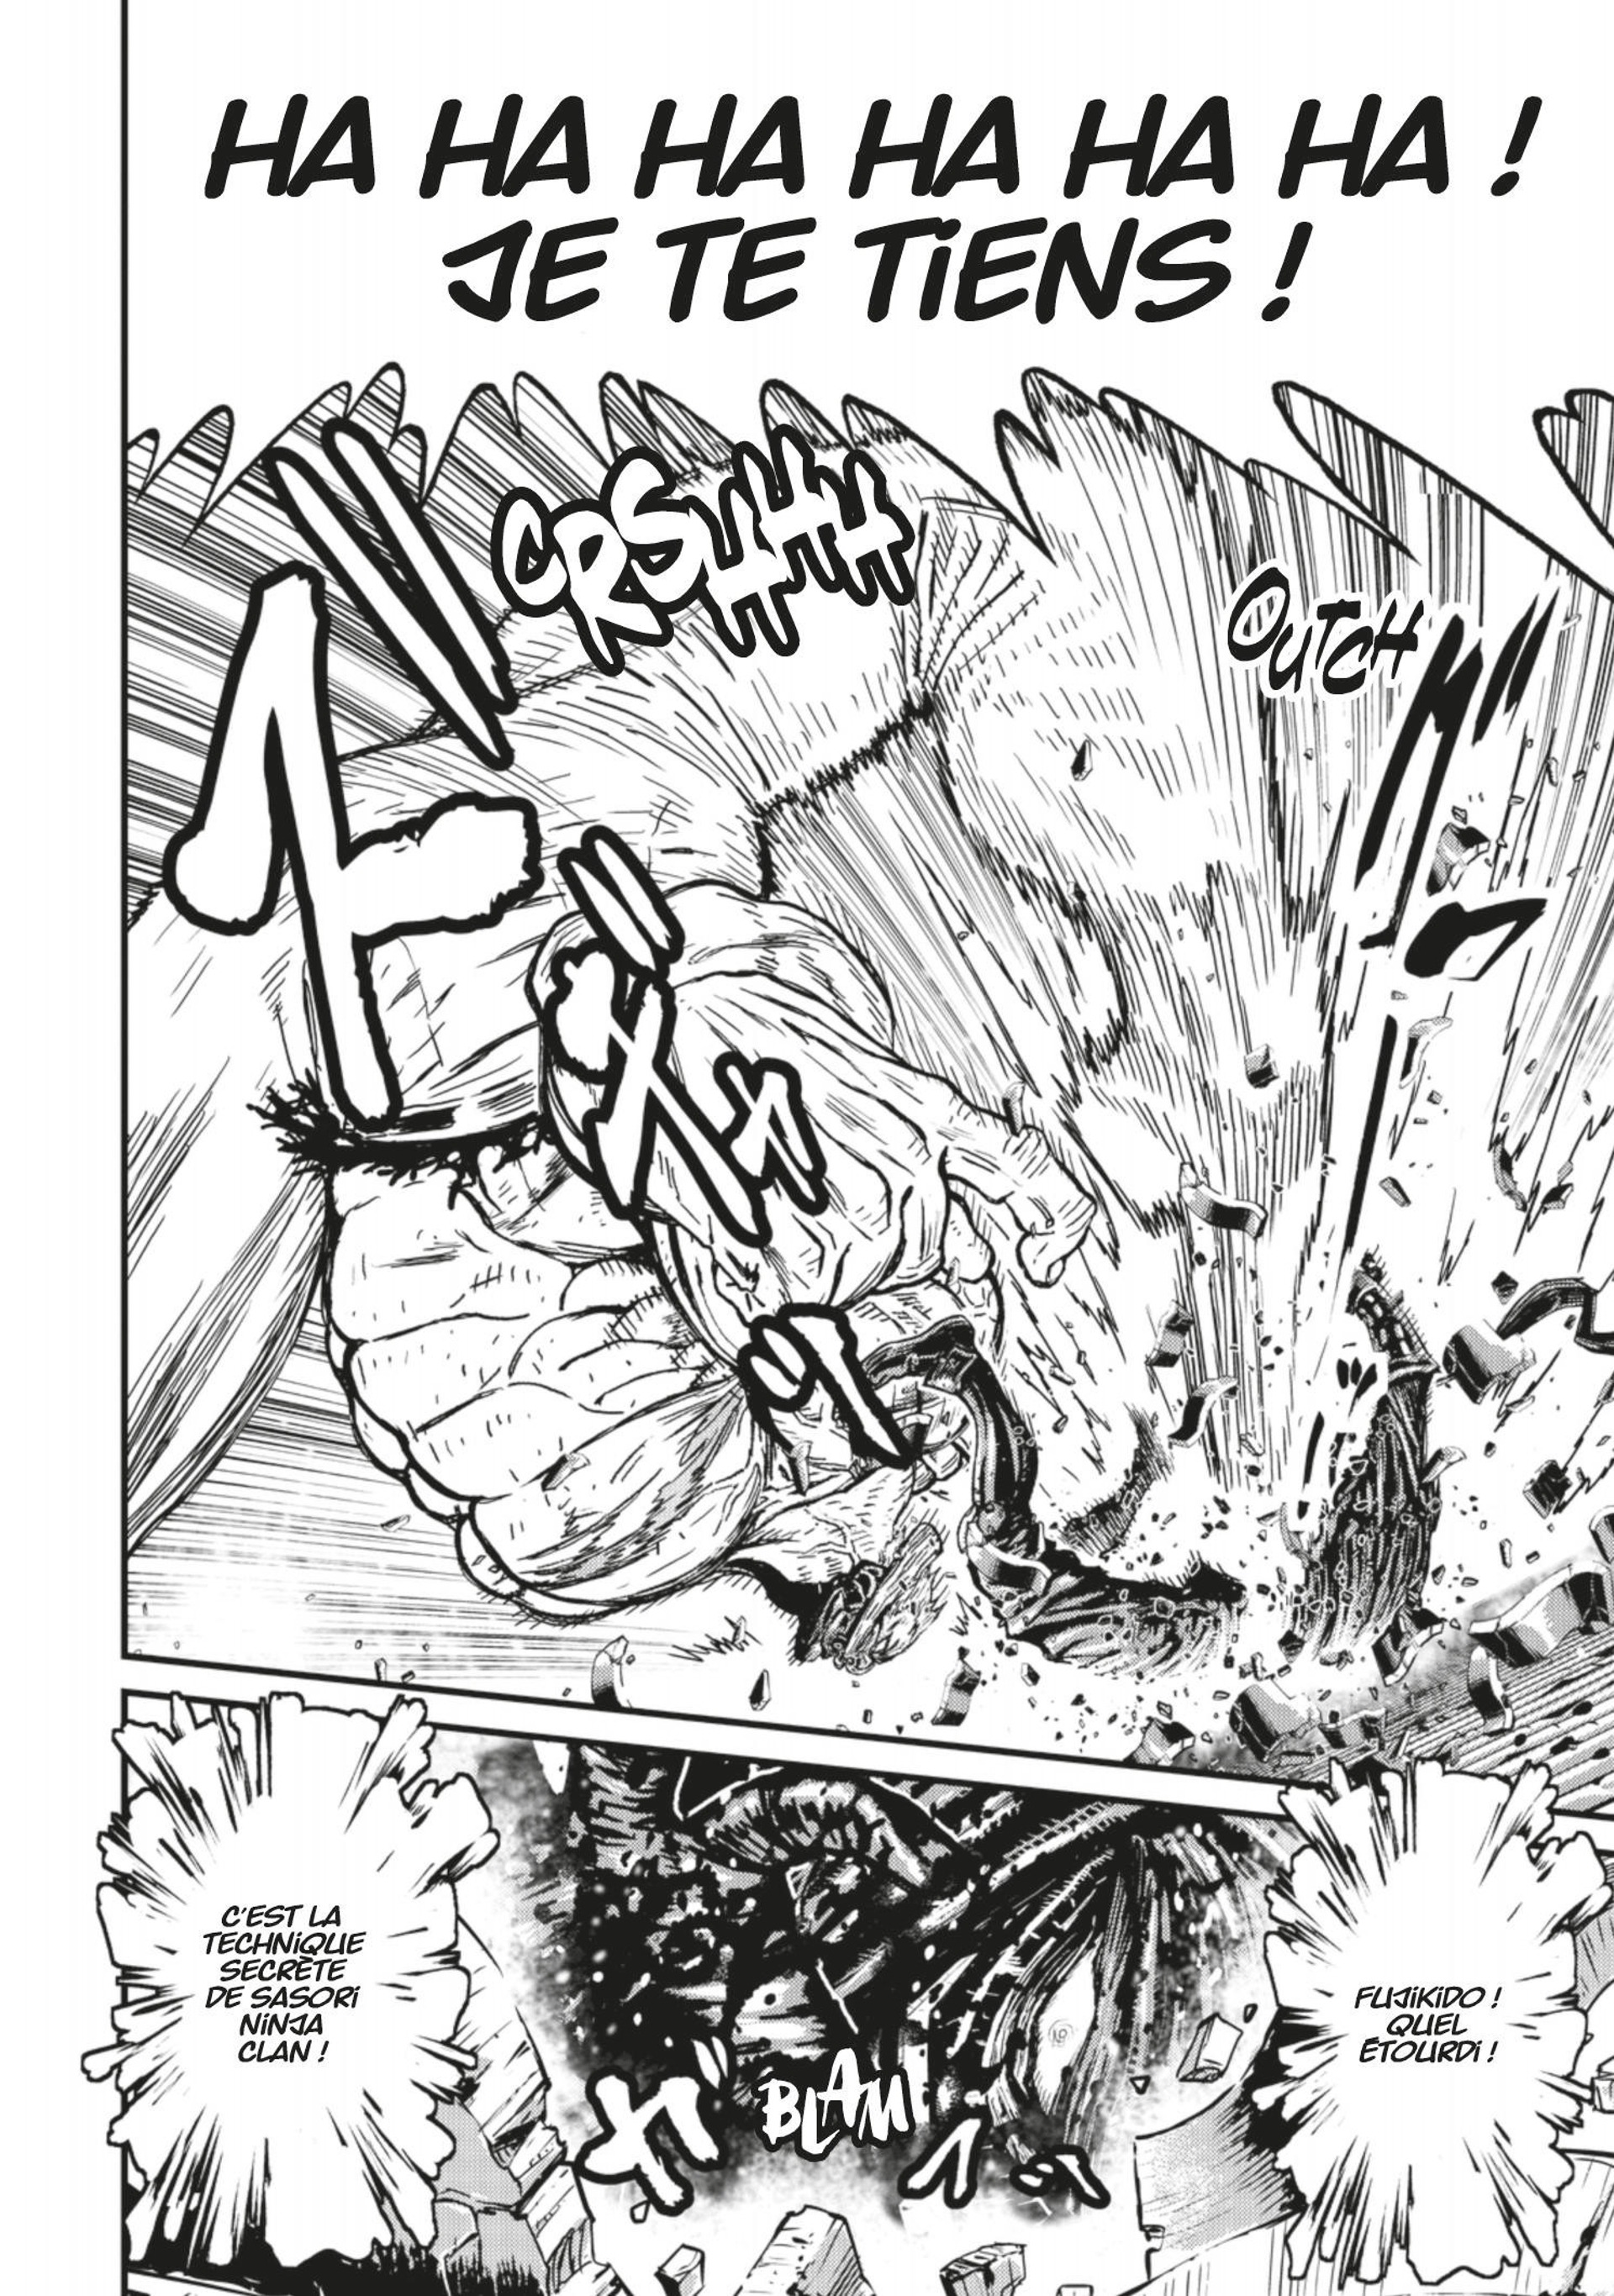 HA HA HA HA HA HA !
JE TE TIENS !
CRSHHH
OUTCH
FUJIKIDO !
QUEL
ÉTOURDI !
BLAM
C'EST LA
TECHNIQUE
SECRÈTE
DE SASORI
NINJA
CLAN !